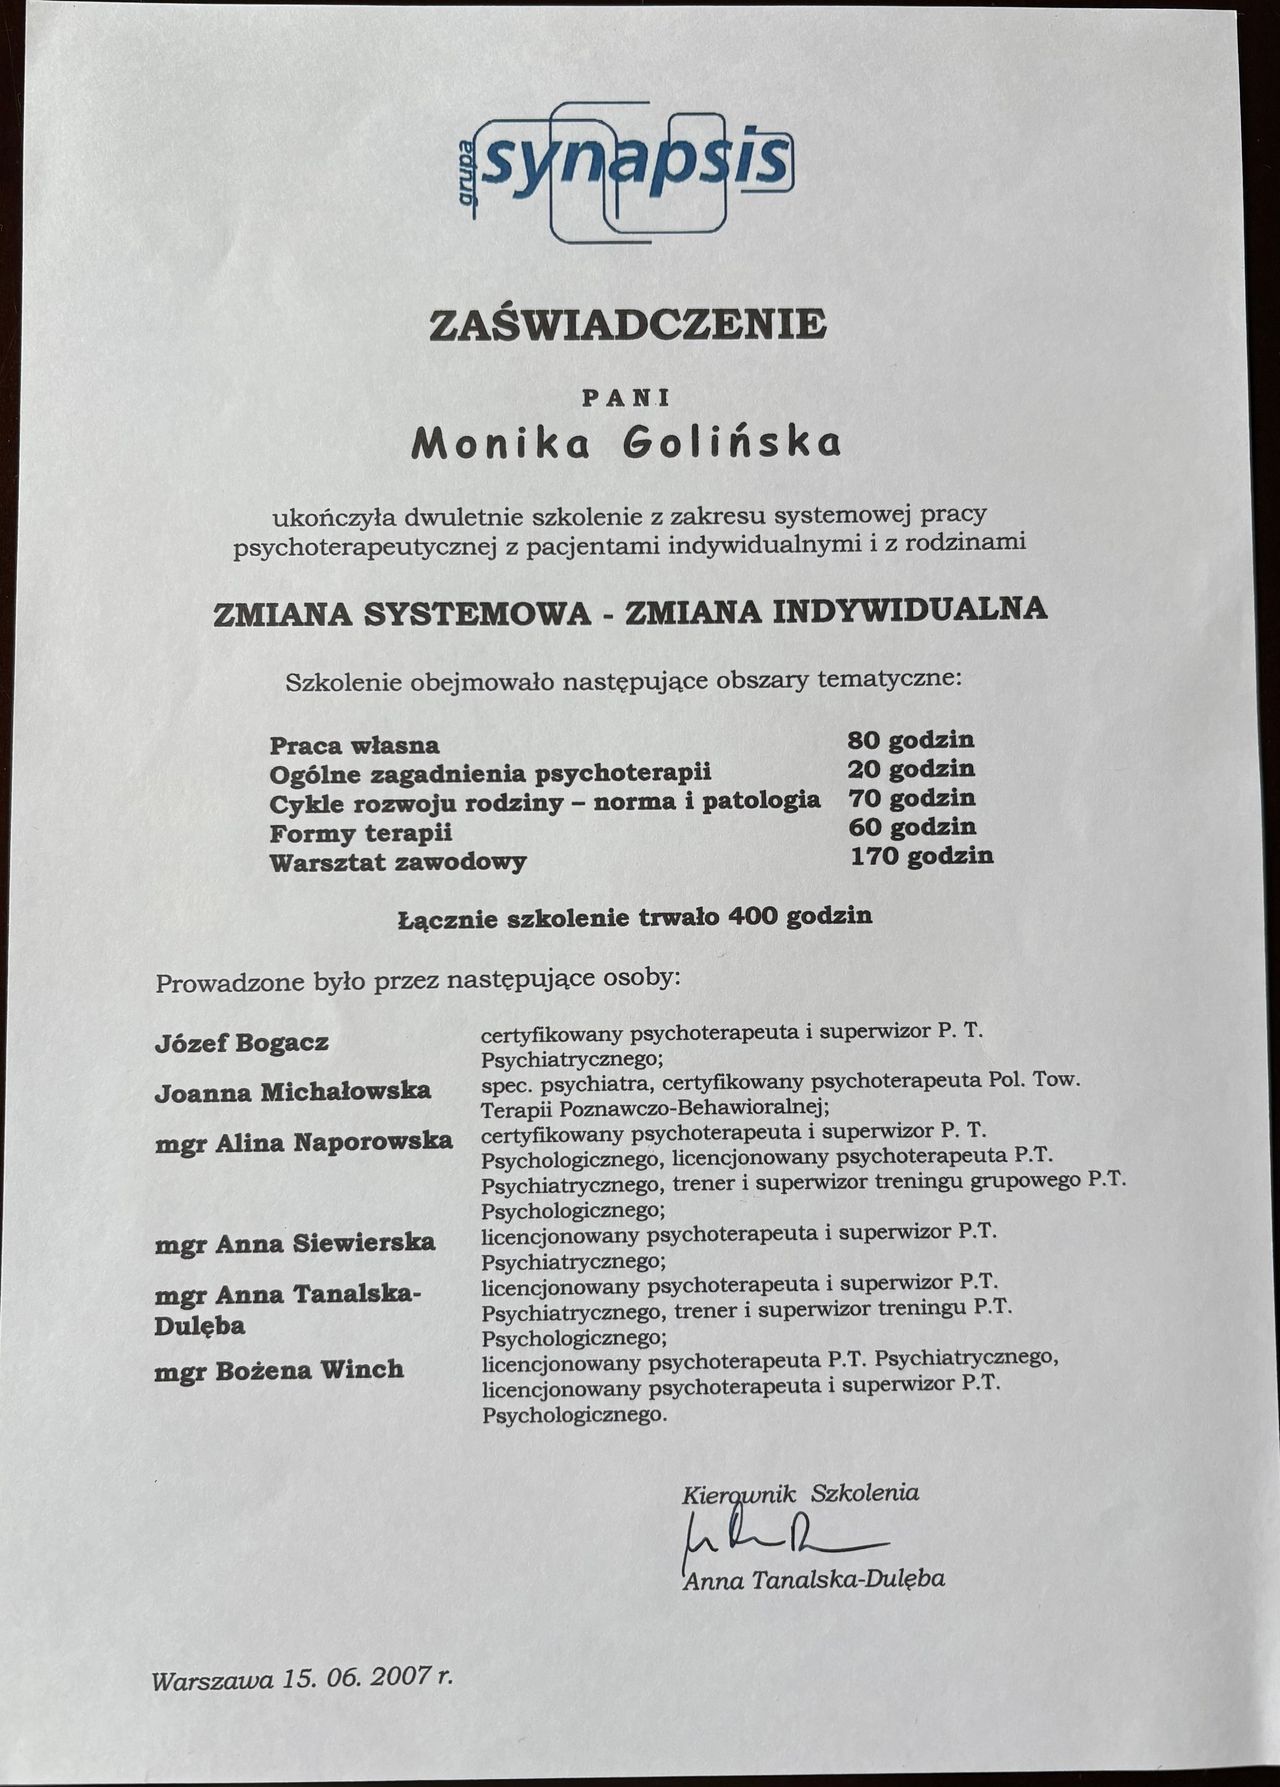 grupa synapsis
ZAŚWIADCZENIE
PANI
Monika Golińska
ukończyła dwuletnie szkolenie z zakresu systemowej pracy
psychoterapeutycznej z pacjentami indywidualnymi i z rodzinami
ZMIANA SYSTEMOWA - ZMIANA INDYWIDUALNA
Szkolenie obejmowało następujące obszary tematyczne:
Praca własna 80 godzin
Ogólne zagadnienia psychoterapii 20 godzin
Cykle rozwoju rodziny – norma i patologia 70 godzin
Formy terapii 60 godzin
Warsztat zawodowy 170 godzin
Łącznie szkolenie trwało 400 godzin
Prowadzone było przez następujące osoby:
Józef Bogacz certyfikowany psychoterapeuta i superwizor P. T.
Psychiatrycznego;
Joanna Michałowska spec. psychiatra, certyfikowany psychoterapeuta Pol. Tow.
Terapii Poznawczo-Behawioralnej;
mgr Alina Naporowska certyfikowany psychoterapeuta i superwizor P. T.
Psychologicznego, licencjonowany psychoterapeuta P.T.
Psychiatrycznego, trener i superwizor treningu grupowego P.T.
Psychologicznego;
mgr Anna Siewierska licencjonowany psychoterapeuta i superwizor P.T.
Psychiatrycznego;
mgr Anna Tanalska- licencjonowany psychoterapeuta i superwizor P.T.
Dulęba Psychiatrycznego, trener i superwizor treningu P.T.
Psychologicznego;
mgr Bożena Winch licencjonowany psychoterapeuta P.T. Psychiatrycznego,
licencjonowany psychoterapeuta i superwizor P.T.
Psychologicznego.
Kierownik Szkolenia
Anna Tanalska-Dulęba
Warszawa 15. 06. 2007 r.